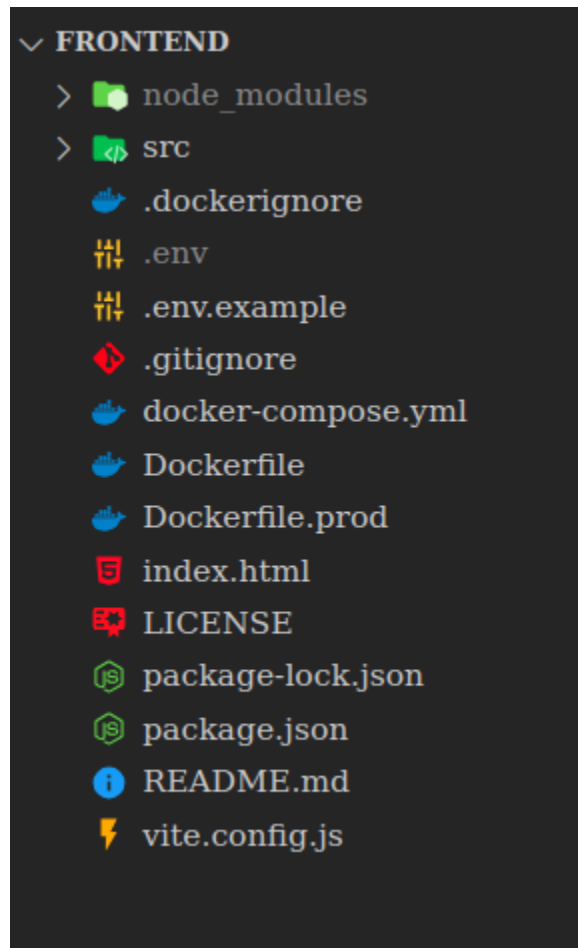 FRONTEND
node_modules
src
.dockerignore
.env
.env.example
.gitignore
docker-compose.yml
Dockerfile
Dockerfile.prod
index.html
LICENSE
package-lock.json
package.json
README.md
vite.config.js